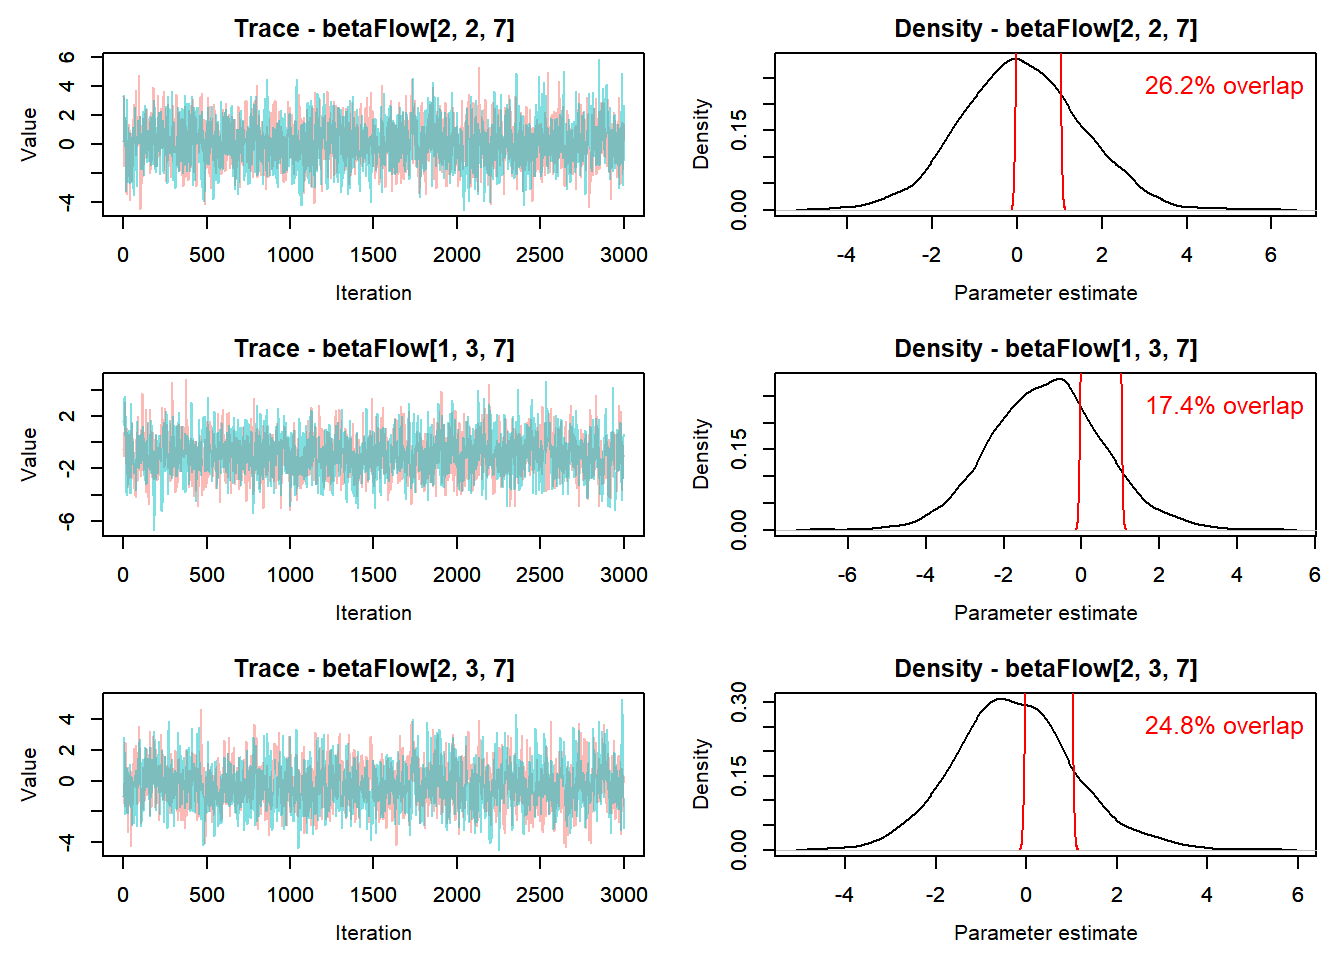 Trace - betaFlow[2, 2, 7]
Value
6
4
2
0
-4
0 500 1000 1500 2000 2500 3000
Iteration
Density - betaFlow[2, 2, 7]
26.2% overlap
Density
0.15
0.00
-4 -2 0 2 4 6
Parameter estimate
Trace - betaFlow[1, 3, 7]
Value
2
-2
-6
0 500 1000 1500 2000 2500 3000
Iteration
Density - betaFlow[1, 3, 7]
17.4% overlap
Density
0.15
0.00
-6 -4 -2 0 2 4 6
Parameter estimate
Trace - betaFlow[2, 3, 7]
Value
4
2
0
-4
0 500 1000 1500 2000 2500 3000
Iteration
Density - betaFlow[2, 3, 7]
24.8% overlap
Density
0.30
0.15
0.00
-4 -2 0 2 4 6
Parameter estimate